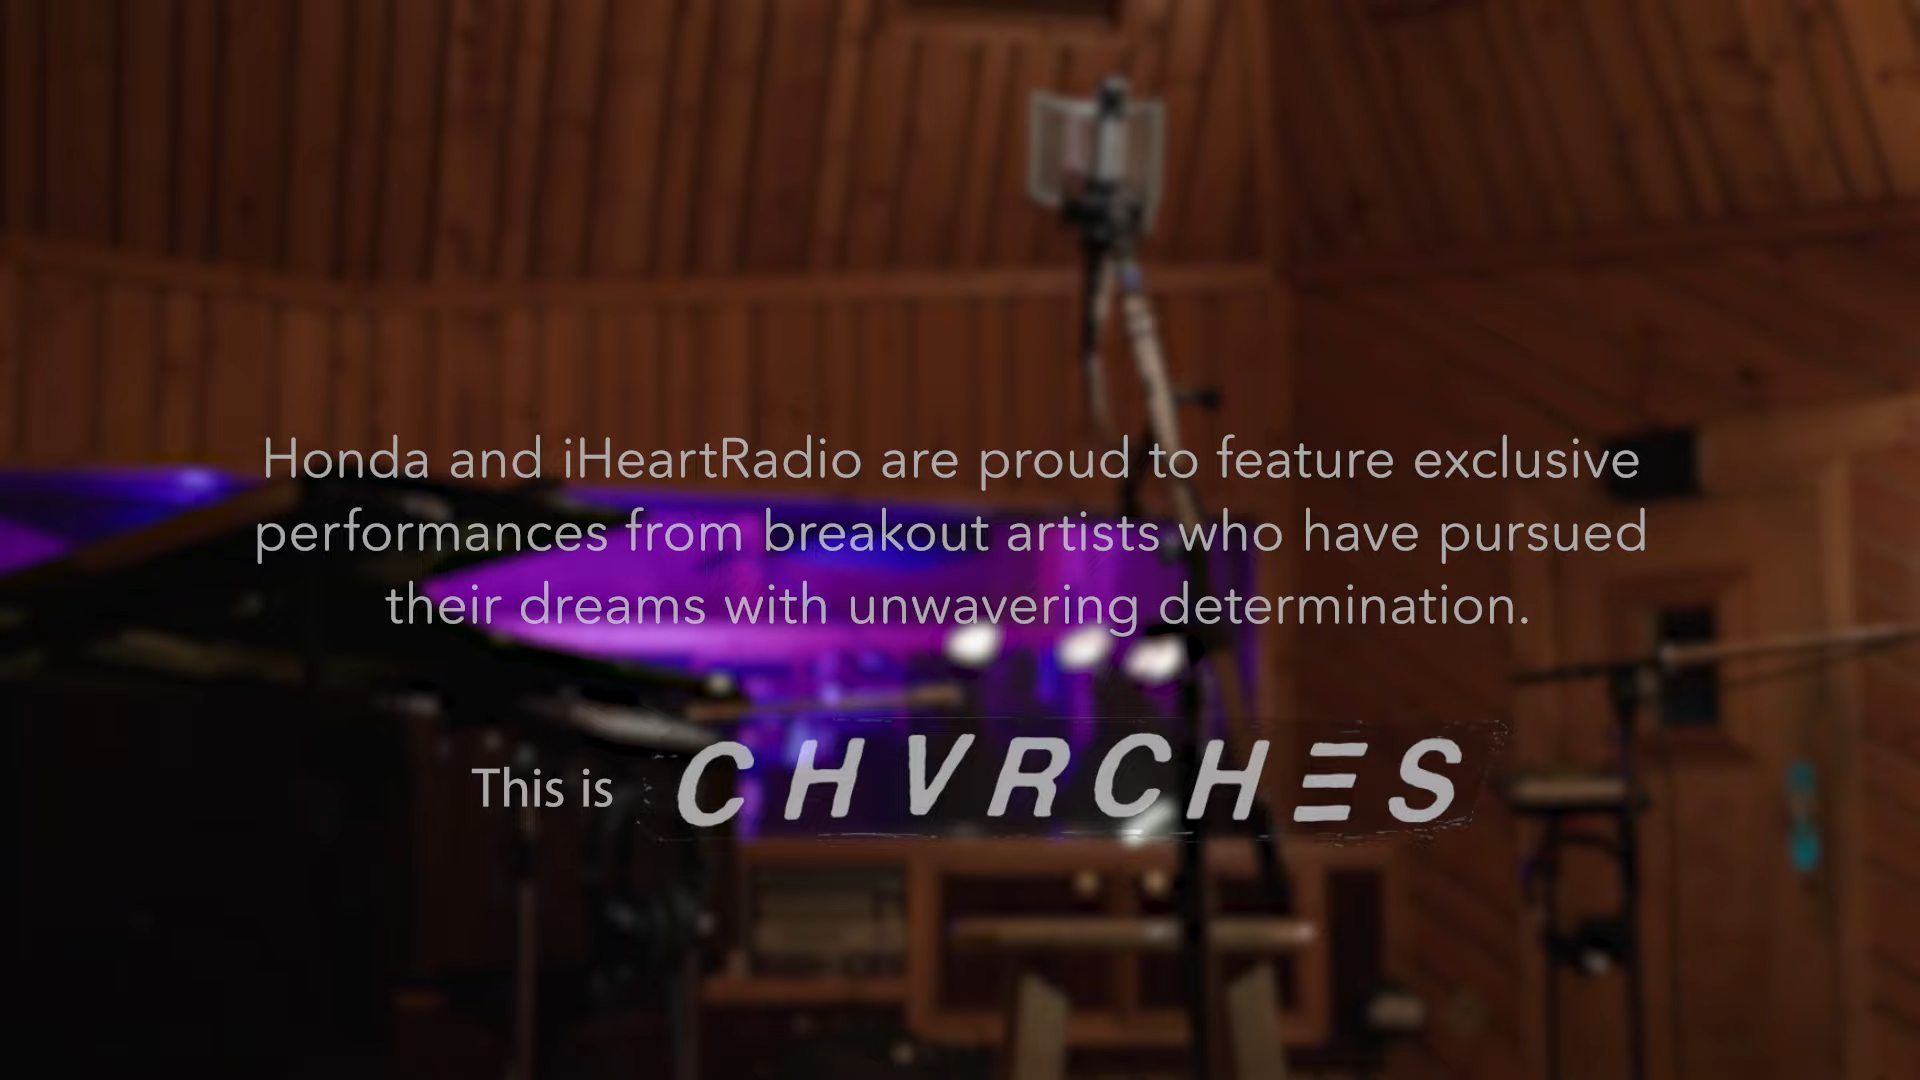 Honda and iHeartRadio are proud to feature exclusive
performances from breakout artists who have pursued
their dreams with unwavering determination.
This is CHVRCHES